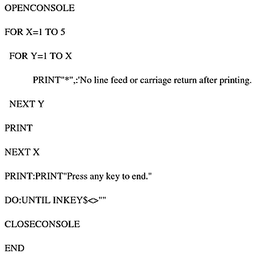 OPENCONSOLE
FOR X=1 TO 5
FOR Y=1 TO X
PRINT"*",:'No line feed or carriage return after printing.
NEXT Y
PRINT
NEXT X
PRINT:PRINT"Press any key to end."
DO:UNTIL INKEY$<>""
CLOSECONSOLE
END